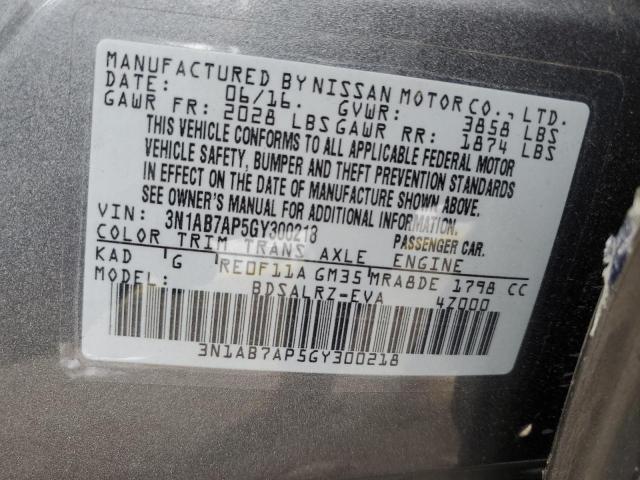 MANUFACTURED BY NISSAN MOTOR CO., LTD.
DATE: 06/16. GVWR: 3858 LBS
GAWR FR: 2028 LBS GAWR RR: 1874 LBS
THIS VEHICLE CONFORMS TO ALL APPLICABLE FEDERAL MOTOR
VEHICLE SAFETY, BUMPER AND THEFT PREVENTION STANDARDS
IN EFFECT ON THE DATE OF MANUFACTURE SHOWN ABOVE.
SEE OWNER'S MANUAL FOR ADDITIONAL INFORMATION.
VIN: 3N1AB7AP5GY300218 PASSENGER CAR.
COLOR TRIM TRANS AXLE ENGINE
KAD G RE0F11A GM35 MRA8DE 1798 CC
MODEL: BDSALRZ-EVA 4Z000
3N1AB7AP5GY300218